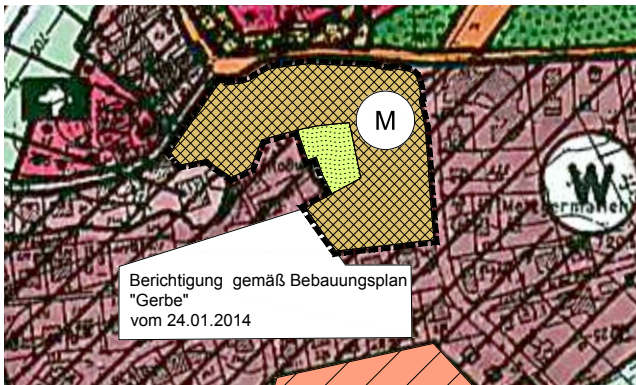 M
W
Berichtigung gemäß Bebauungsplan
"Gerbe"
vom 24.01.2014